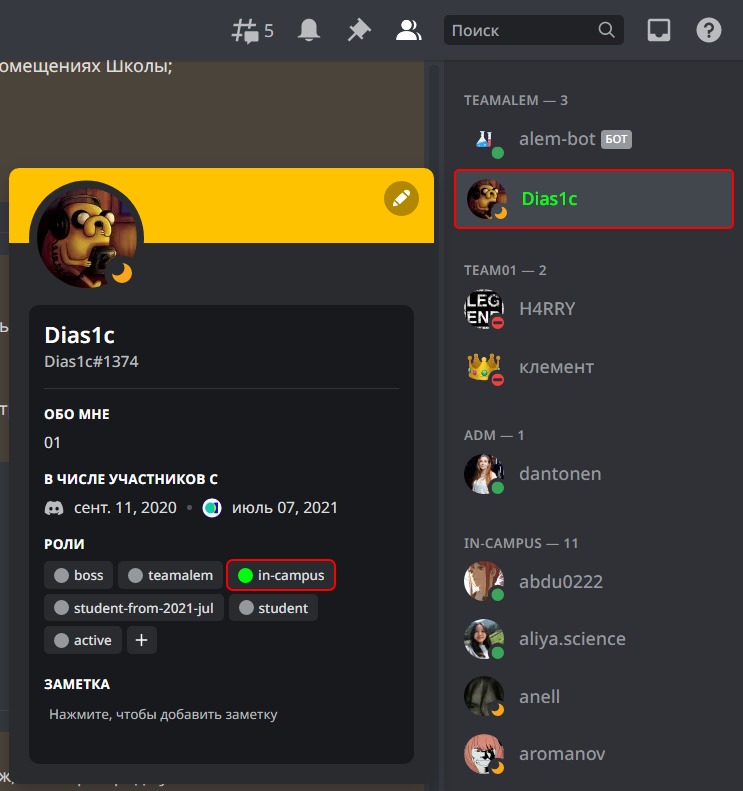 5
Поиск
омещениях Школы;
TEAMALEM — 3
alem-bot БОТ
Dias1c
TEAM01 — 2
LEG
END
H4RRY
клемент
ADM — 1
dantonen
IN-CAMPUS — 11
abdu0222
aliya.science
anell
aromanov
Dias1c
Dias1c#1374
ОБО МНЕ
01
В ЧИСЛЕ УЧАСТНИКОВ С
сент. 11, 2020 • июль 07, 2021
РОЛИ
boss teamalem in-campus
student-from-2021-jul student
active +
ЗАМЕТКА
Нажмите, чтобы добавить заметку